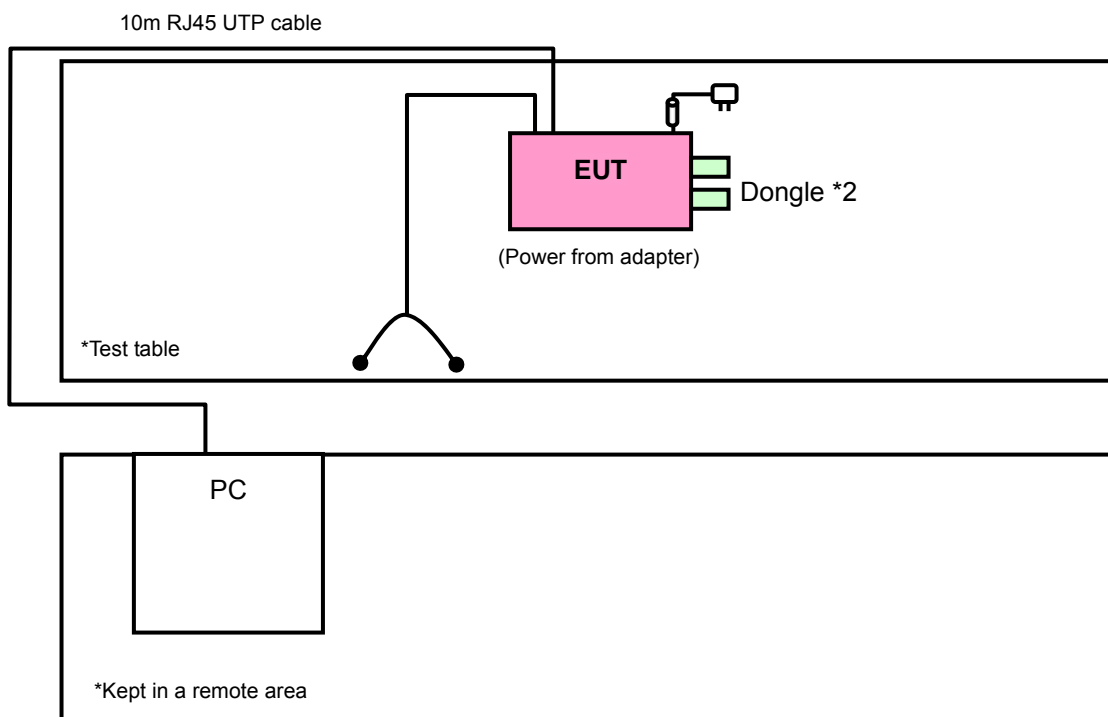 10m RJ45 UTP cable
EUT
Dongle *2
(Power from adapter)
*Test table
PC
*Kept in a remote area